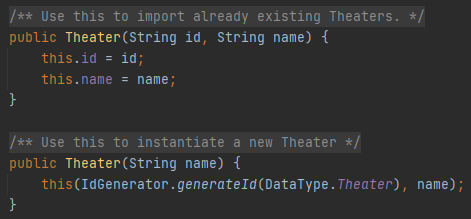 /** Use this to import already existing Theaters. */
public Theater(String id, String name) {
    this.id = id;
    this.name = name;
}
/** Use this to instantiate a new Theater */
public Theater(String name) {
    this(IdGenerator.generateId(DataType.Theater), name);
}